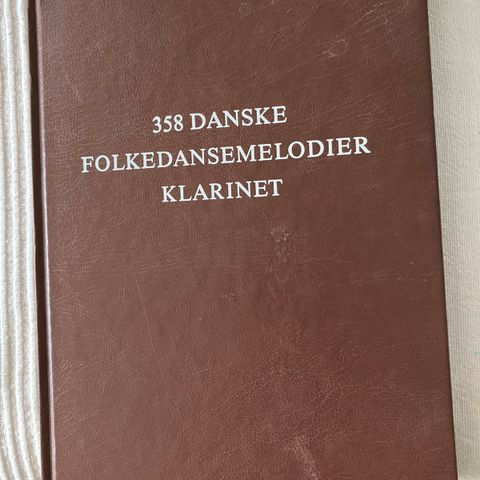 358 DANSKE
FOLKEDANSEMELODIER
KLARINET